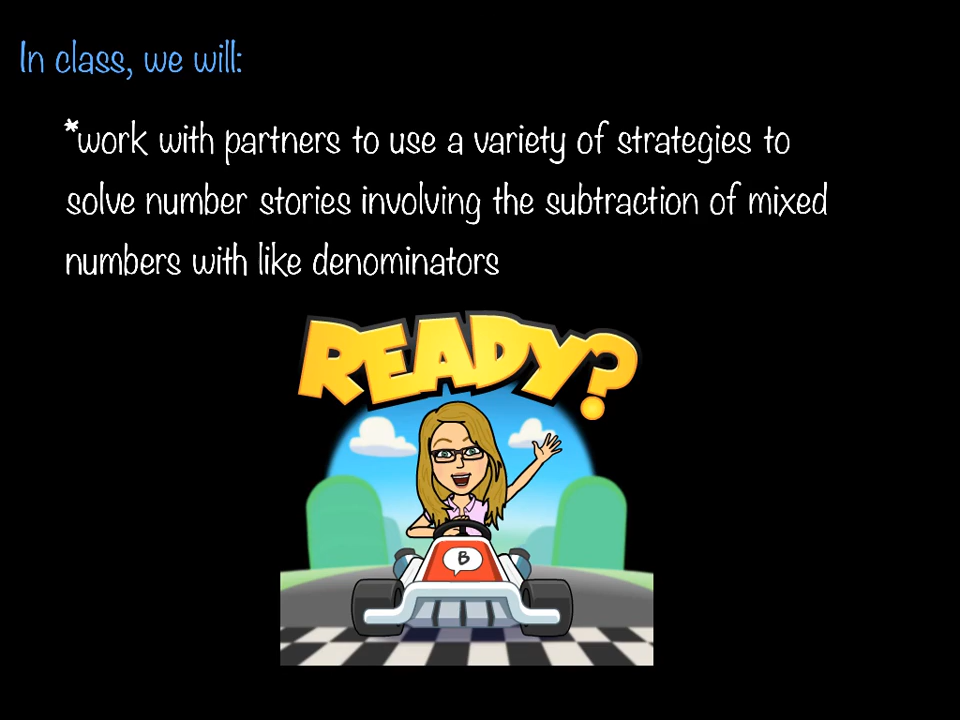 In class, we will:
*work with partners to use a variety of strategies to
solve number stories involving the subtraction of mixed
numbers with like denominators
READY?
B